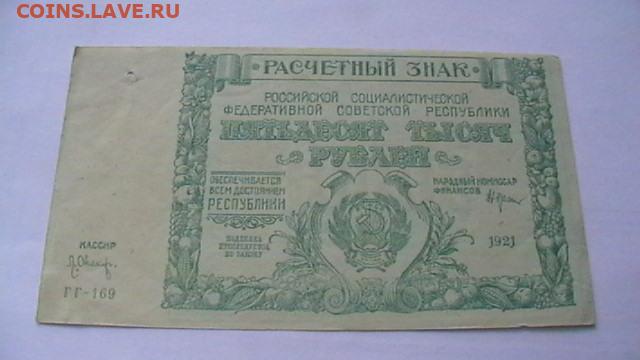 COINS.LAVE.RU
РАСЧЕТНЫЙ ЗНАК
РОССИЙСКОЙ СОЦИАЛИСТИЧЕСКОЙ
ФЕДЕРАТИВНОЙ СОВЕТСКОЙ РЕСПУБЛИКИ
ПЯТЬДЕСЯТ ТЫСЯЧ
РУБЛЕЙ
ОБЕСПЕЧИВАЕТСЯ
ВСЕМ ДОСТОЯНИЕМ
РЕСПУБЛИКИ
НАРОДНЫЙ КОМИССАР
ФИНАНСОВ
ПОДДЕЛКА
ПРЕСЛЕДУЕТСЯ
ПО ЗАКОНУ
1921
КАССИР
ГГ-169